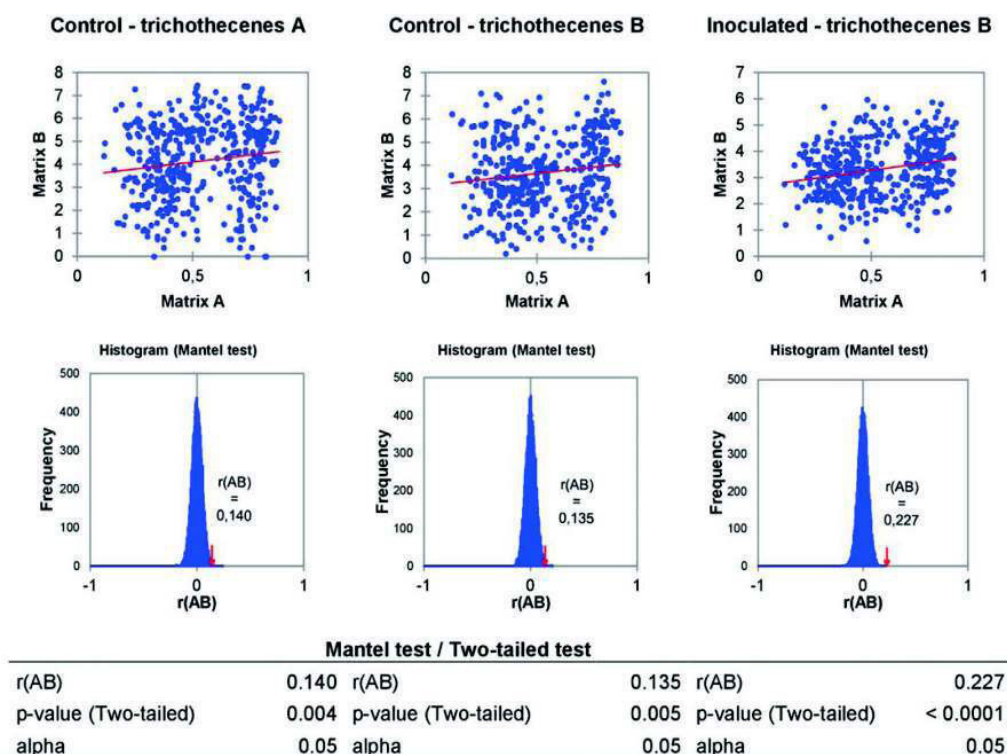 Control - trichothecenes A
Control - trichothecenes B
Inoculated - trichothecenes B
8
7
6
5
4
3
2
1
0
Matrix B
0
0,5
1
Matrix A
8
7
6
5
4
3
2
1
0
Matrix B
0
0,5
1
Matrix A
7
6
5
4
3
2
1
0
Matrix B
0
0,5
1
Matrix A
Histogram (Mantel test)
500
400
300
200
100
0
Frequency
r(AB)
=
0,140
-1
0
1
r(AB)
Histogram (Mantel test)
500
400
300
200
100
0
Frequency
r(AB)
=
0,135
-1
0
1
r(AB)
Histogram (Mantel test)
500
400
300
200
100
0
Frequency
r(AB)
=
0,227
-1
0
1
r(AB)
Mantel test / Two-tailed test
r(AB) 0.140 r(AB) 0.135 r(AB) 0.227
p-value (Two-tailed) 0.004 p-value (Two-tailed) 0.005 p-value (Two-tailed) < 0.0001
alpha 0.05 alpha 0.05 alpha 0.05